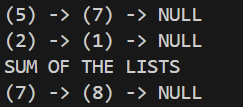 (5) -> (7) -> NULL
(2) -> (1) -> NULL
SUM OF THE LISTS
(7) -> (8) -> NULL